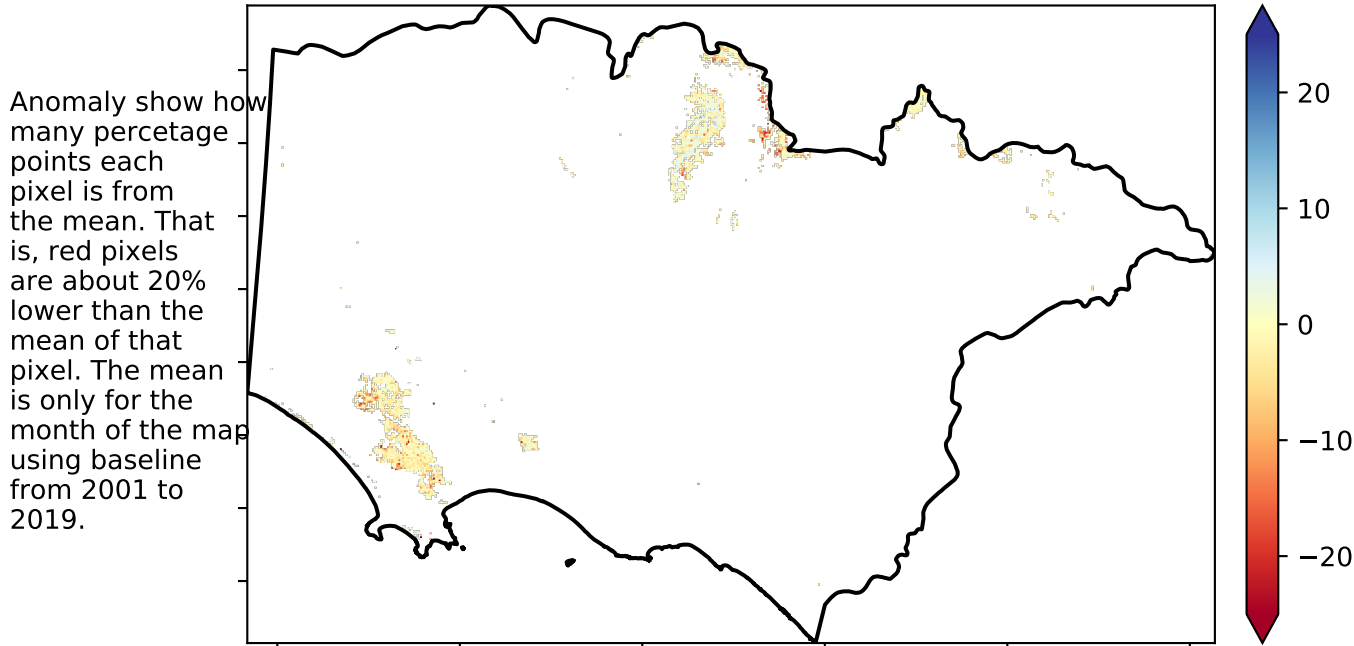 Anomaly show how
many percetage
points each
pixel is from
the mean. That
is, red pixels
are about 20%
lower than the
mean of that
pixel. The mean
is only for the
month of the map
using baseline
from 2001 to
2019.
20
10
0
−10
−20